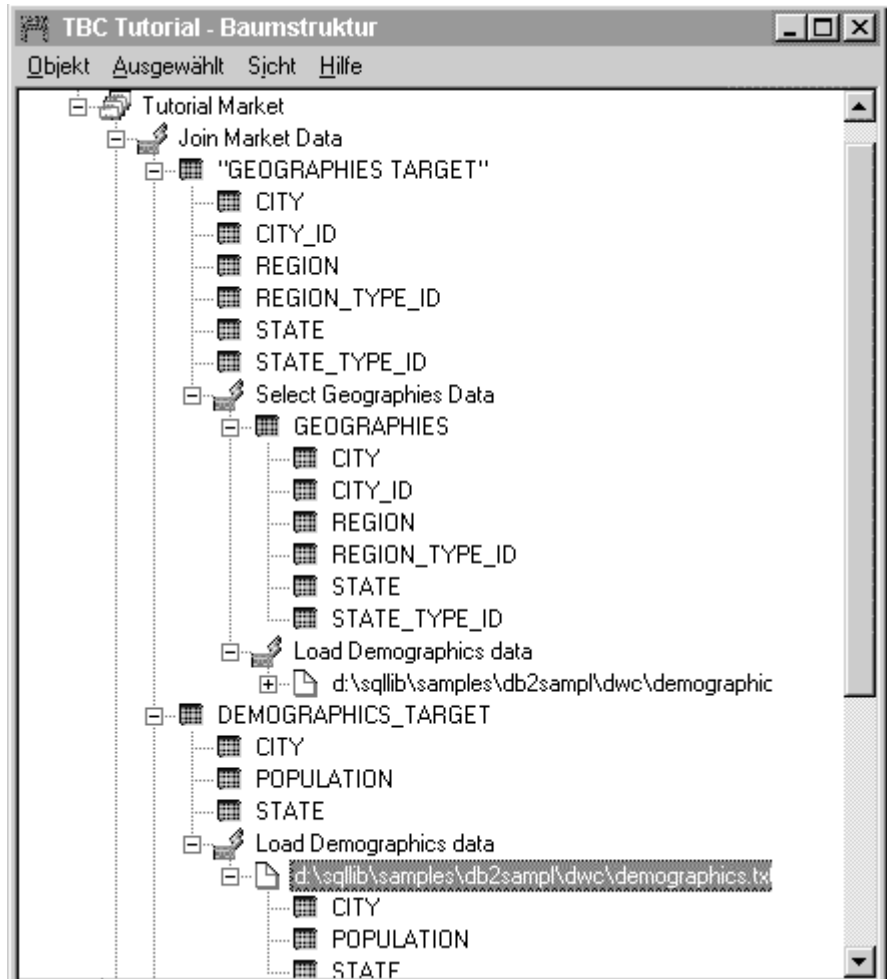 TBC Tutorial - Baumstruktur
Objekt Ausgewählt Sicht Hilfe
Tutorial Market
Join Market Data
"GEOGRAPHIES TARGET"
CITY
CITY_ID
REGION
REGION_TYPE_ID
STATE
STATE_TYPE_ID
Select Geographies Data
GEOGRAPHIES
CITY
CITY_ID
REGION
REGION_TYPE_ID
STATE
STATE_TYPE_ID
Load Demographics data
d:\sqllib\samples\db2sampl\dwc\demographic
DEMOGRAPHICS_TARGET
CITY
POPULATION
STATE
Load Demographics data
d:\sqllib\samples\db2sampl\dwc\demographics.txt
CITY
POPULATION
STATE